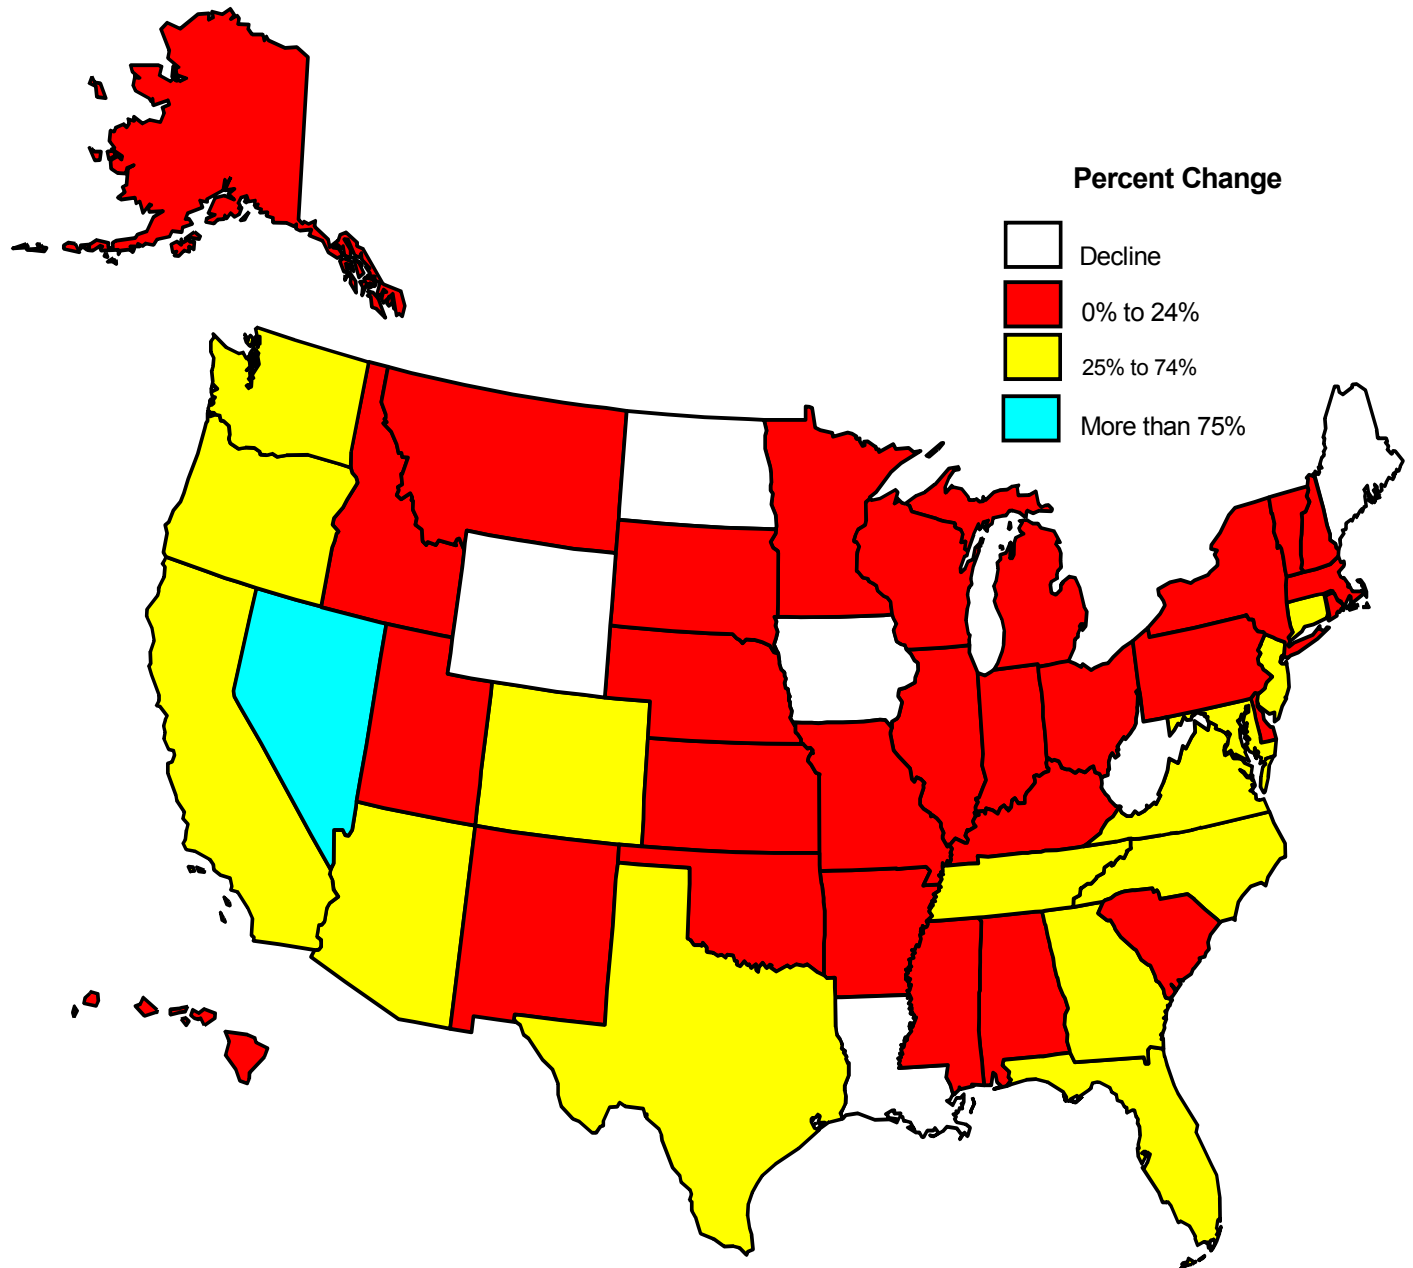 Percent Change
Decline
0% to 24%
25% to 74%
More than 75%